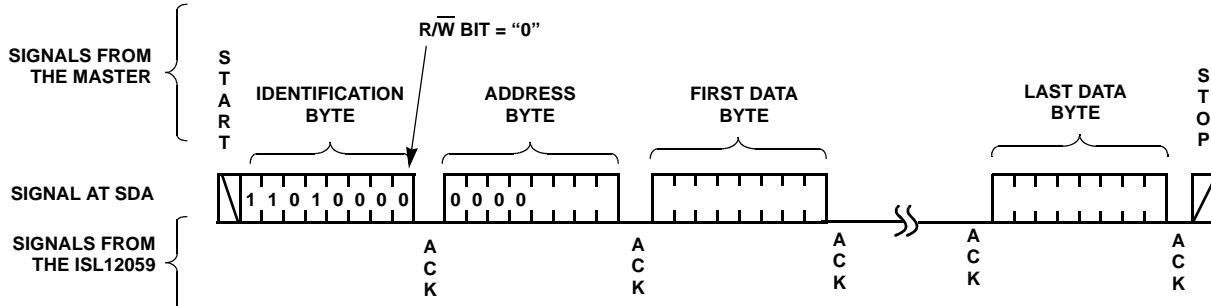 R/W BIT = “0”
SIGNALS FROM
THE MASTER
START
IDENTIFICATION
BYTE
ADDRESS
BYTE
FIRST DATA
BYTE
LAST DATA
BYTE
STOP
SIGNAL AT SDA
1 1 0 1 0 0 0 0
0 0 0 0
SIGNALS FROM
THE ISL12059
ACK
ACK
ACK
ACK
ACK